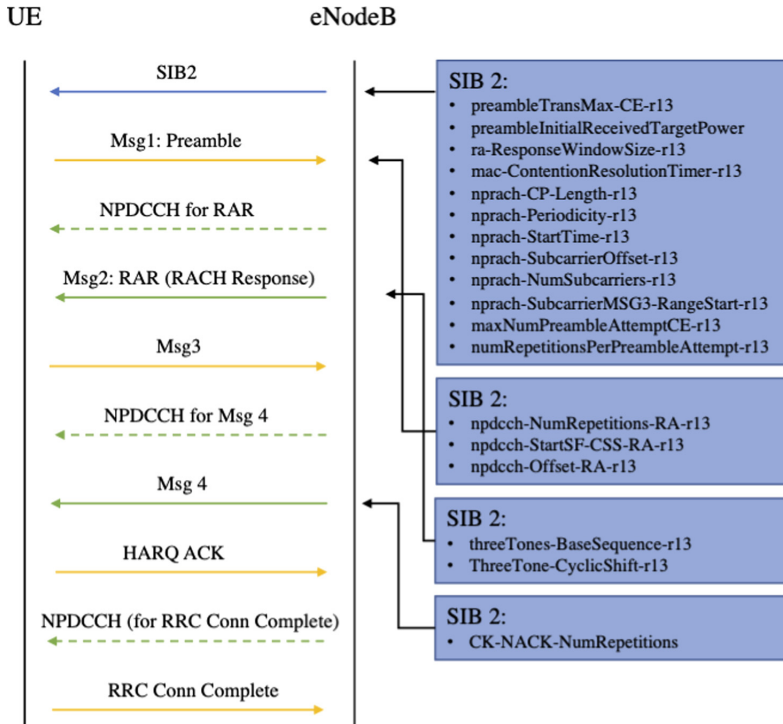 UE
eNodeB
SIB2
Msg1: Preamble
NPDCCH for RAR
Msg2: RAR (RACH Response)
Msg3
NPDCCH for Msg 4
Msg 4
HARQ ACK
NPDCCH (for RRC Conn Complete)
RRC Conn Complete
SIB 2:
• preambleTransMax-CE-r13
• preambleInitialReceivedTargetPower
• ra-ResponseWindowSize-r13
• mac-ContentionResolutionTimer-r13
• nprach-CP-Length-r13
• nprach-Periodicity-r13
• nprach-StartTime-r13
• nprach-SubcarrierOffset-r13
• nprach-NumSubcarriers-r13
• nprach-SubcarrierMSG3-RangeStart-r13
• maxNumPreambleAttemptCE-r13
• numRepetitionsPerPreambleAttempt-r13
SIB 2:
• npdcch-NumRepetitions-RA-r13
• npdcch-StartSF-CSS-RA-r13
• npdcch-Offset-RA-r13
SIB 2:
• threeTones-BaseSequence-r13
• ThreeTone-CyclicShift-r13
SIB 2:
• CK-NACK-NumRepetitions